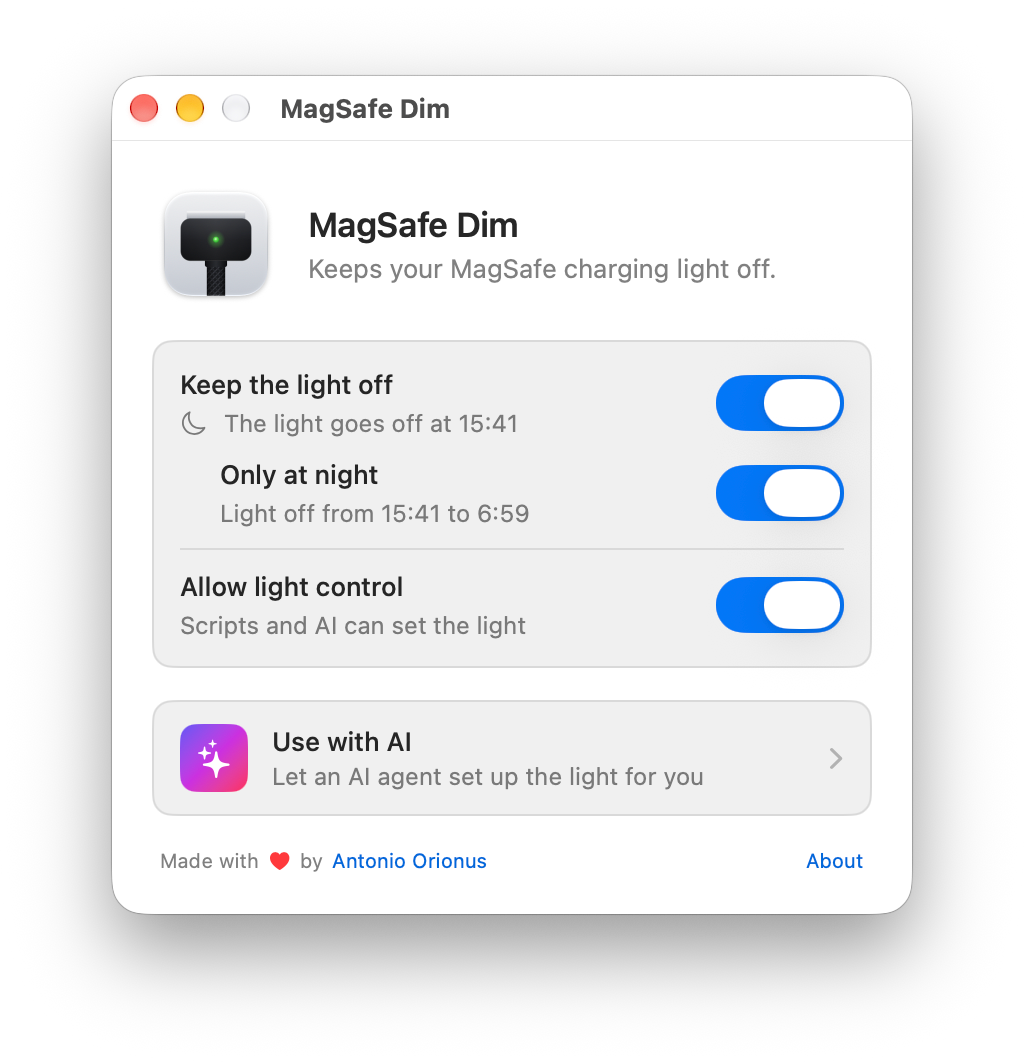 MagSafe Dim
MagSafe Dim
Keeps your MagSafe charging light off.
Keep the light off
The light goes off at 15:41
Only at night
Light off from 15:41 to 6:59
Allow light control
Scripts and AI can set the light
Use with AI
Let an AI agent set up the light for you
Made with ❤️ by Antonio Orionus
About